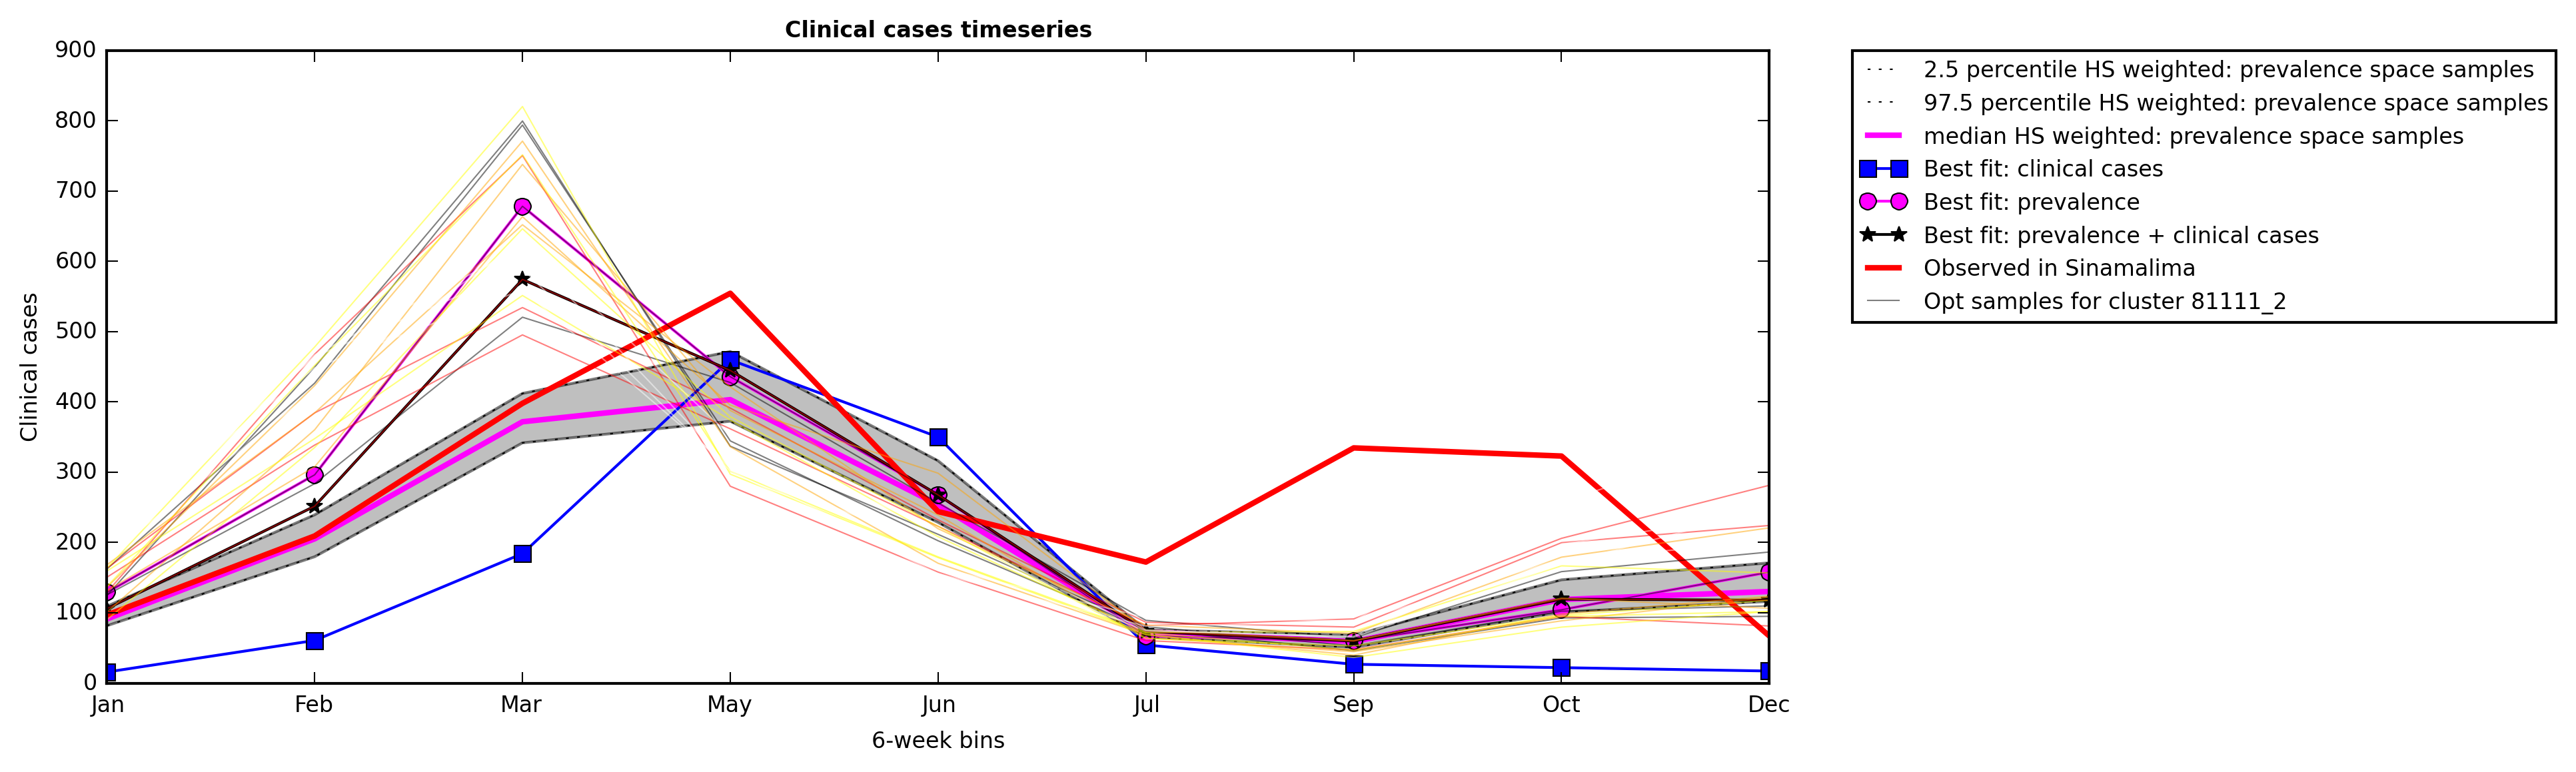 Clinical cases timeseries
900
800
700
600
500
400
300
200
100
0
Clinical cases
Jan Feb Mar May Jun Jul Sep Oct Dec
6-week bins
2.5 percentile HS weighted: prevalence space samples
97.5 percentile HS weighted: prevalence space samples
median HS weighted: prevalence space samples
Best fit: clinical cases
Best fit: prevalence
Best fit: prevalence + clinical cases
Observed in Sinamalima
Opt samples for cluster 81111_2